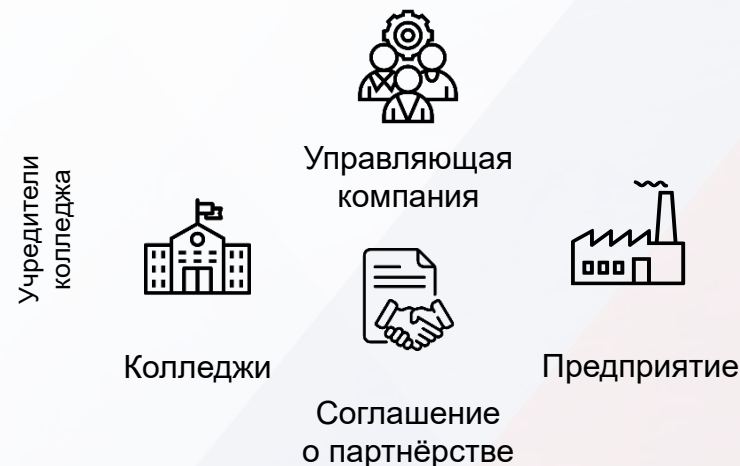 Управляющая
компания
Учредители
колледжа
Колледжи
Предприятие
Соглашение
о партнёрстве